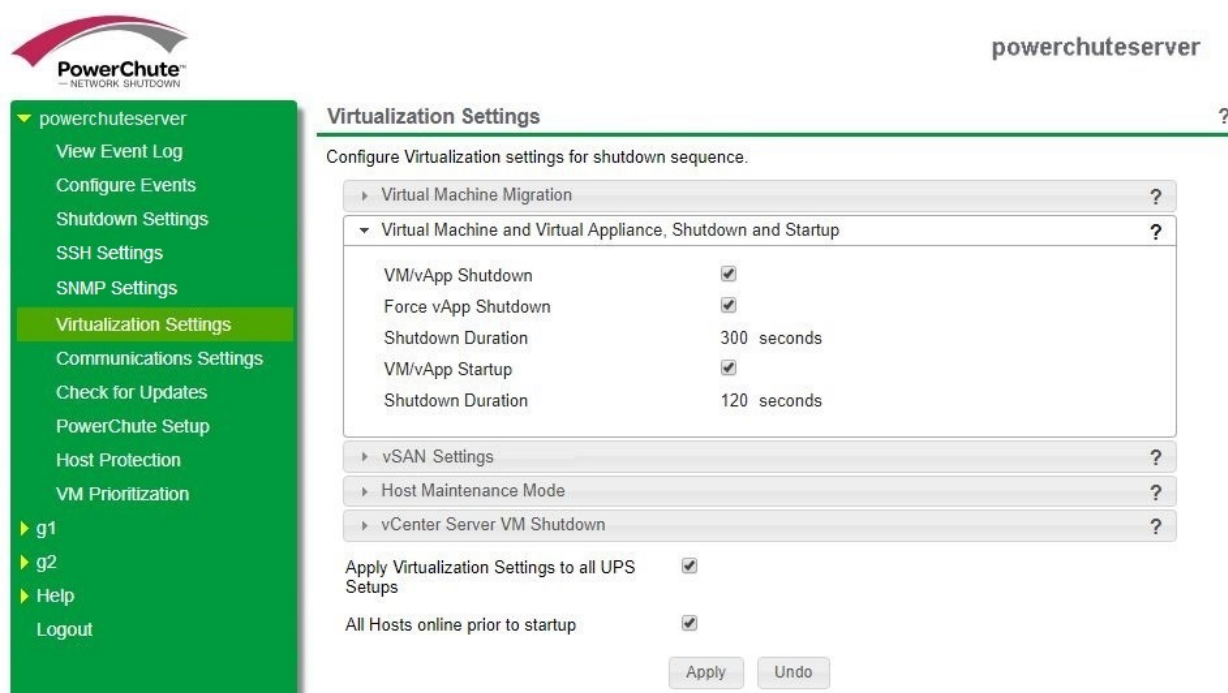 PowerChute™
— NETWORK SHUTDOWN
powerchuteserver
powerchuteserver
View Event Log
Configure Events
Shutdown Settings
SSH Settings
SNMP Settings
Virtualization Settings
Communications Settings
Check for Updates
PowerChute Setup
Host Protection
VM Prioritization
g1
g2
Help
Logout
Virtualization Settings ?
Configure Virtualization settings for shutdown sequence.
Virtual Machine Migration ?
Virtual Machine and Virtual Appliance, Shutdown and Startup ?
VM/vApp Shutdown
Force vApp Shutdown
Shutdown Duration 300 seconds
VM/vApp Startup
Shutdown Duration 120 seconds
vSAN Settings ?
Host Maintenance Mode ?
vCenter Server VM Shutdown ?
Apply Virtualization Settings to all UPS
Setups
All Hosts online prior to startup
Apply Undo